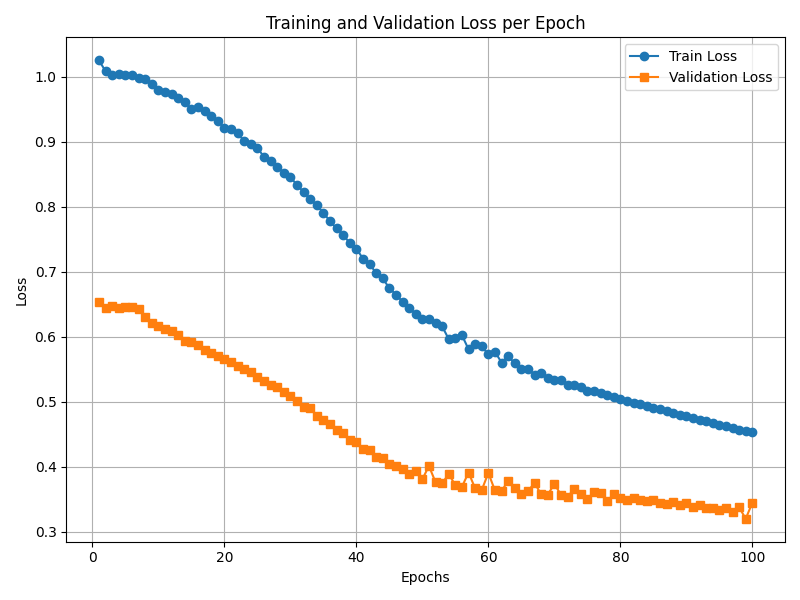 Training and Validation Loss per Epoch
Train Loss
Validation Loss
1.0
0.9
0.8
0.7
0.6
0.5
0.4
0.3
Loss
0 20 40 60 80 100
Epochs